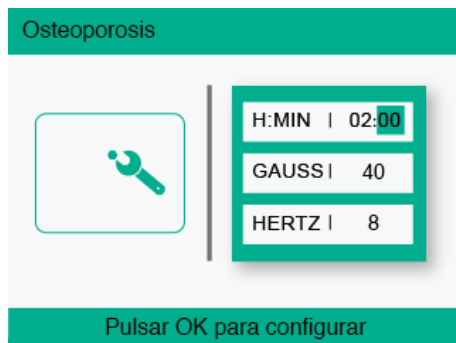 Osteoporosis
H:MIN | 02:00
GAUSS | 40
HERTZ | 8
Pulsar OK para configurar